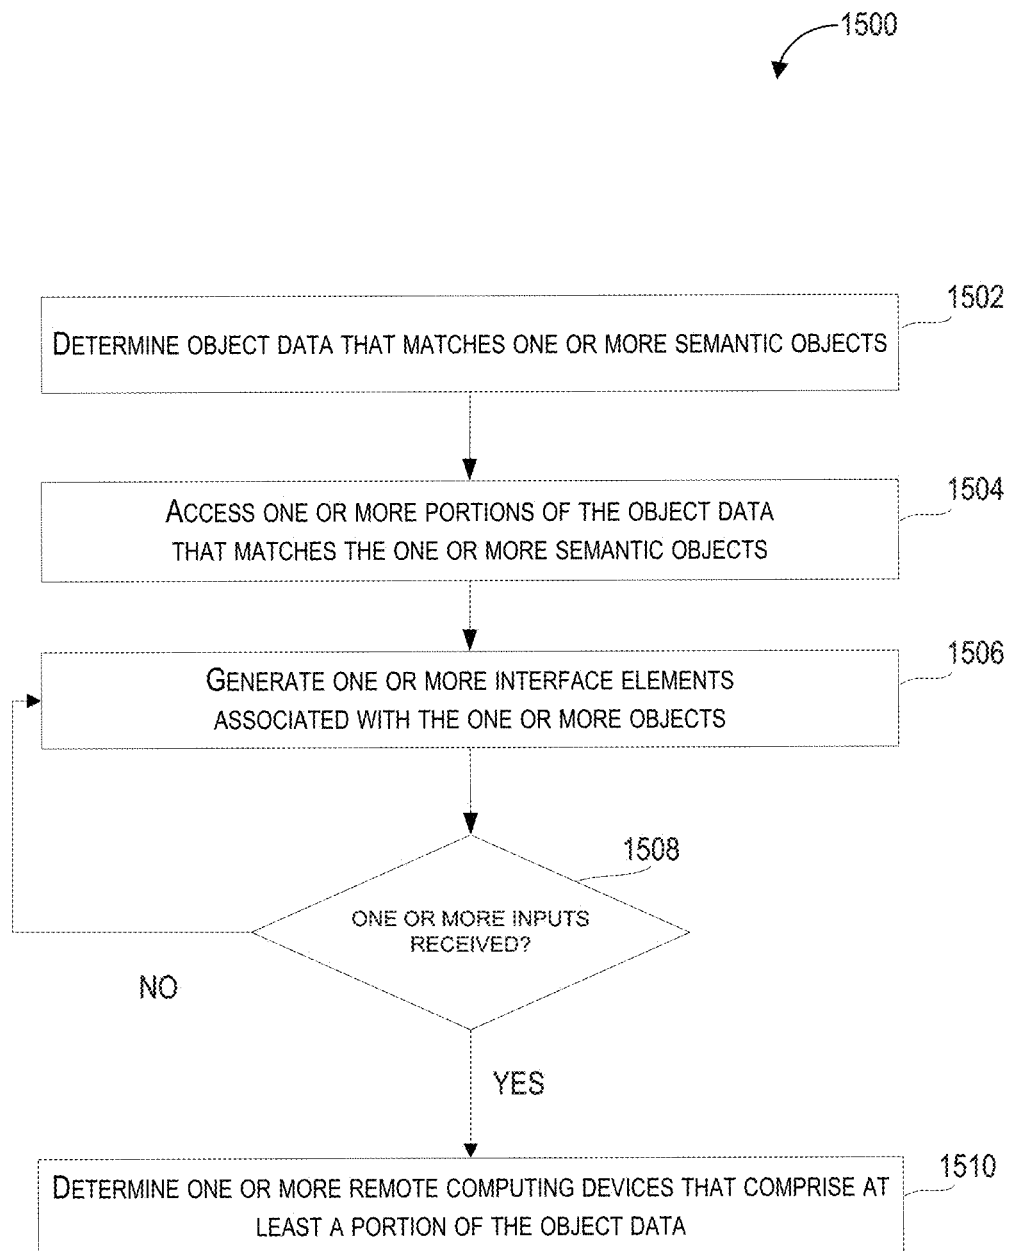 1500
1502
DETERMINE OBJECT DATA THAT MATCHES ONE OR MORE SEMANTIC OBJECTS
1504
ACCESS ONE OR MORE PORTIONS OF THE OBJECT DATA
THAT MATCHES THE ONE OR MORE SEMANTIC OBJECTS
1506
GENERATE ONE OR MORE INTERFACE ELEMENTS
ASSOCIATED WITH THE ONE OR MORE OBJECTS
1508
ONE OR MORE INPUTS
RECEIVED?
NO
YES
1510
DETERMINE ONE OR MORE REMOTE COMPUTING DEVICES THAT COMPRISE AT
LEAST A PORTION OF THE OBJECT DATA